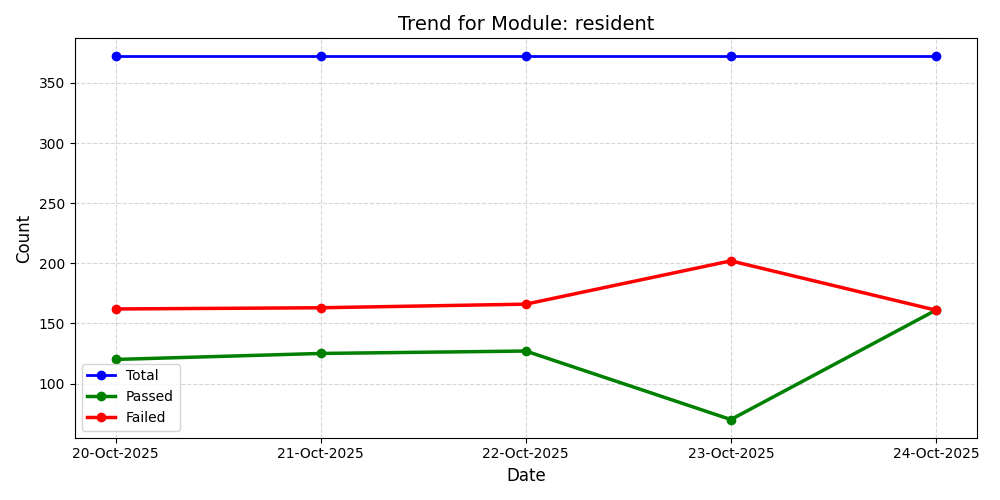 Trend for Module: resident
Count
350
300
250
200
150
100
Total
Passed
Failed
20-Oct-2025
21-Oct-2025
22-Oct-2025
23-Oct-2025
24-Oct-2025
Date